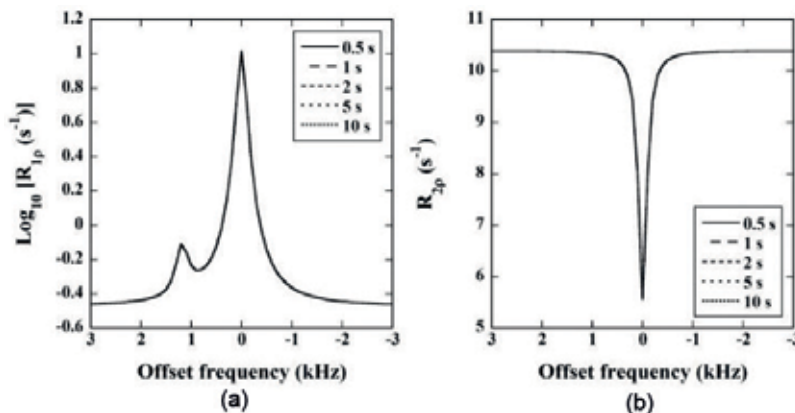 Log10 [R1ρ (s-1)]
1.2
1
0.8
0.6
0.4
0.2
0
-0.2
-0.4
-0.6
0.5 s
1 s
2 s
5 s
10 s
3 2 1 0 -1 -2 -3
Offset frequency (kHz)
(a)
R2ρ (s-1)
11
10
9
8
7
6
5
0.5 s
1 s
2 s
5 s
10 s
3 2 1 0 -1 -2 -3
Offset frequency (kHz)
(b)